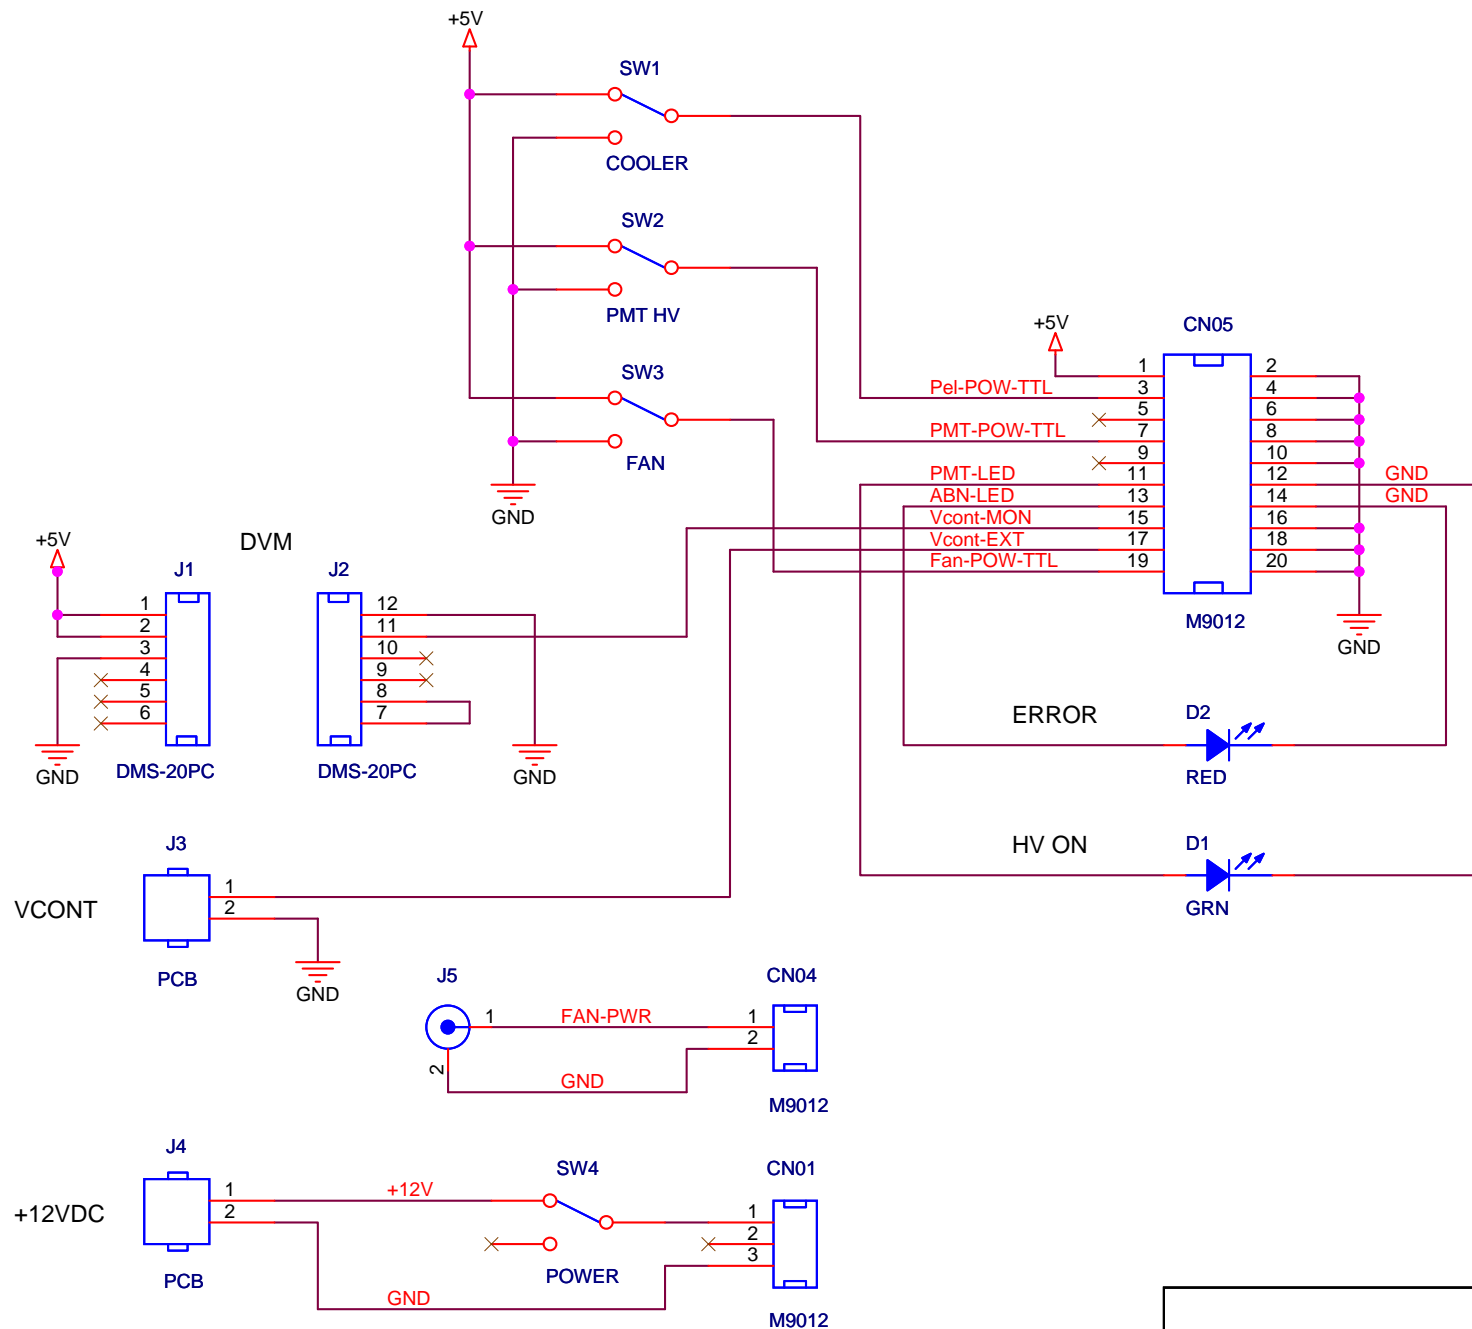 +5V
SW1
COOLER
SW2
PMT HV
SW3
FAN
GND
+5V
CN05
1
3
5
7
9
11
13
15
17
19
2
4
6
8
10
12
14
16
18
20
Pel-POW-TTL
PMT-POW-TTL
PMT-LED
ABN-LED
Vcont-MON
Vcont-EXT
Fan-POW-TTL
GND
GND
M9012
GND
+5V
DVM
J1
1
2
3
4
5
6
GND
DMS-20PC
J2
12
11
10
9
8
7
DMS-20PC
GND
ERROR
D2
RED
HV ON
D1
GRN
J3
VCONT
1
2
PCB
GND
J5
1
2
FAN-PWR
GND
CN04
1
2
M9012
J4
+12VDC
1
2
PCB
+12V
GND
SW4
POWER
CN01
1
2
3
M9012